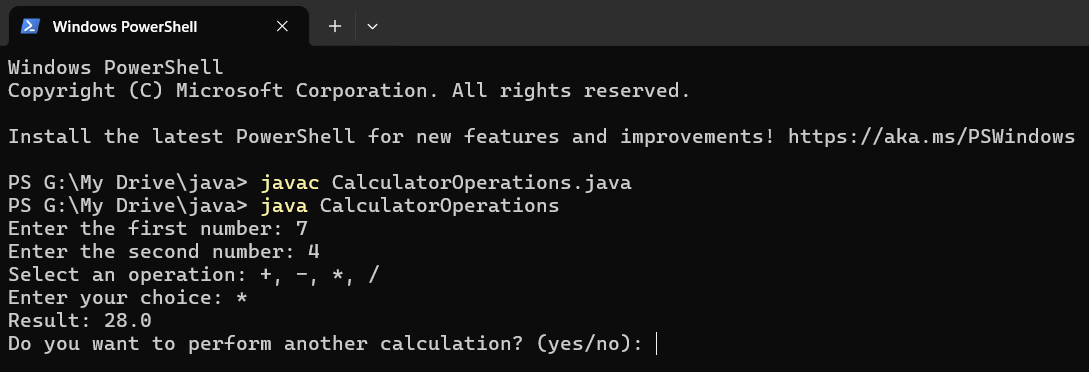 Windows PowerShell
Windows PowerShell
Copyright (C) Microsoft Corporation. All rights reserved.
Install the latest PowerShell for new features and improvements! https://aka.ms/PSWindows
PS G:\My Drive\java> javac CalculatorOperations.java
PS G:\My Drive\java> java CalculatorOperations
Enter the first number: 7
Enter the second number: 4
Select an operation: +, -, *, /
Enter your choice: *
Result: 28.0
Do you want to perform another calculation? (yes/no):